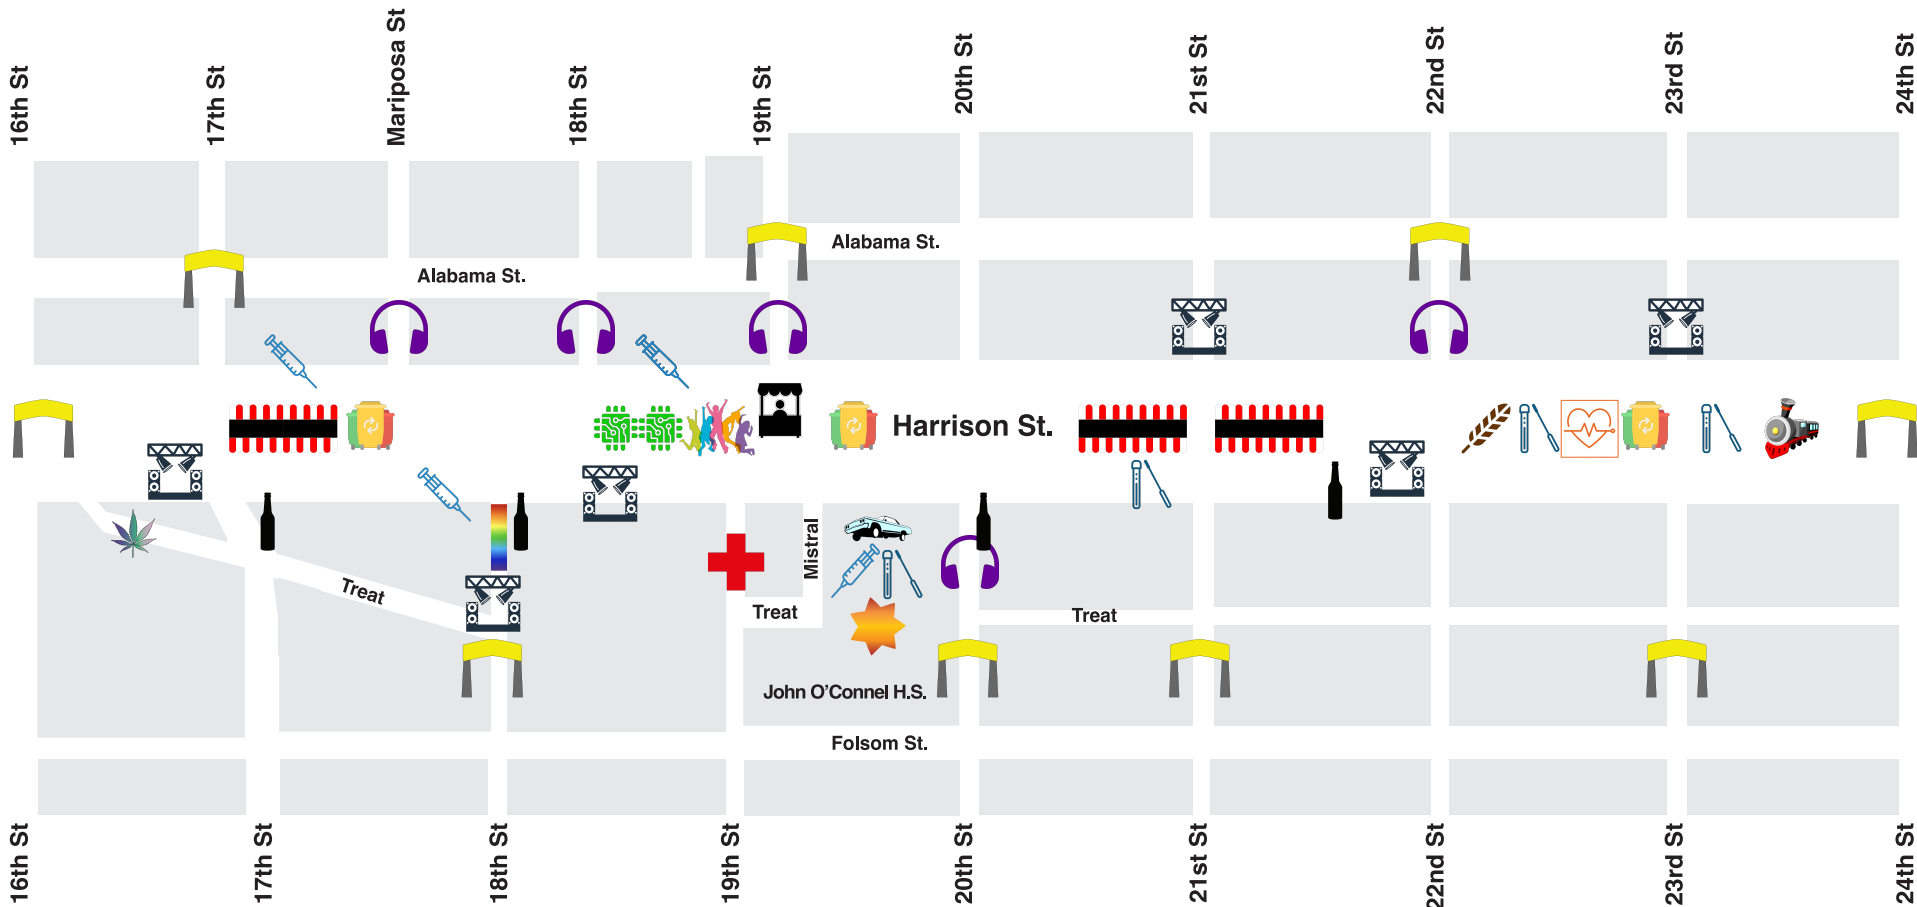 16th St
17th St
Mariposa St
18th St
19th St
20th St
21st St
22nd St
23rd St
24th St
Alabama St.
Alabama St.
Harrison St.
Mistral
Treat
Treat
Treat
John O'Connel H.S.
Folsom St.
16th St
17th St
18th St
19th St
20th St
21st St
22nd St
23rd St
24th St